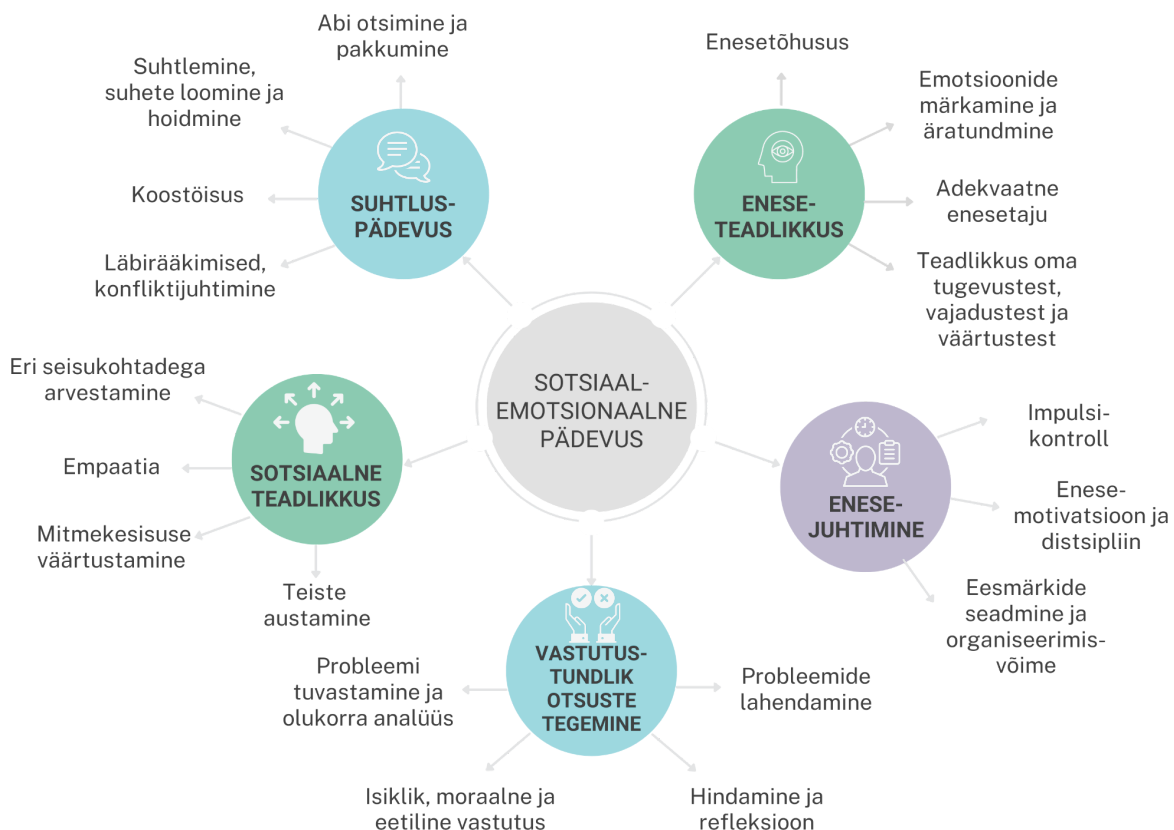 Abi otsimine ja
pakkumine
Suhtlemine,
suhete loomine ja
hoidmine
Koostöisus
Läbirääkimised,
konfliktijuhtimine
SUHTLUS-
PÄDEVUS
Enesetõhusus
Emotsioonide
märkamine ja
äratundmine
Adekvaatne
enesetaju
Teadlikkus oma
tugevustest,
vajadustest ja
väärtustest
ENESE-
TEADLIKKUS
SOTSIAAL-
EMOTSIONAALNE
PÄDEVUS
Eri seisukohtadega
arvestamine
Empaatia
Mitmekesisuse
väärtustamine
Teiste
austamine
SOTSIAALNE
TEADLIKKUS
Impulsi-
kontroll
Enese-
motivatsioon ja
distsipliin
Eesmärkide
seadmine ja
organiseerimis-
võime
ENESE-
JUHTIMINE
VASTUTUS-
TUNDLIK
OTSUSTE
TEGEMINE
Probleemi
tuvastamine ja
olukorra analüüs
Probleemide
lahendamine
Isiklik, moraalne ja
eetiline vastutus
Hindamine ja
refleksioon